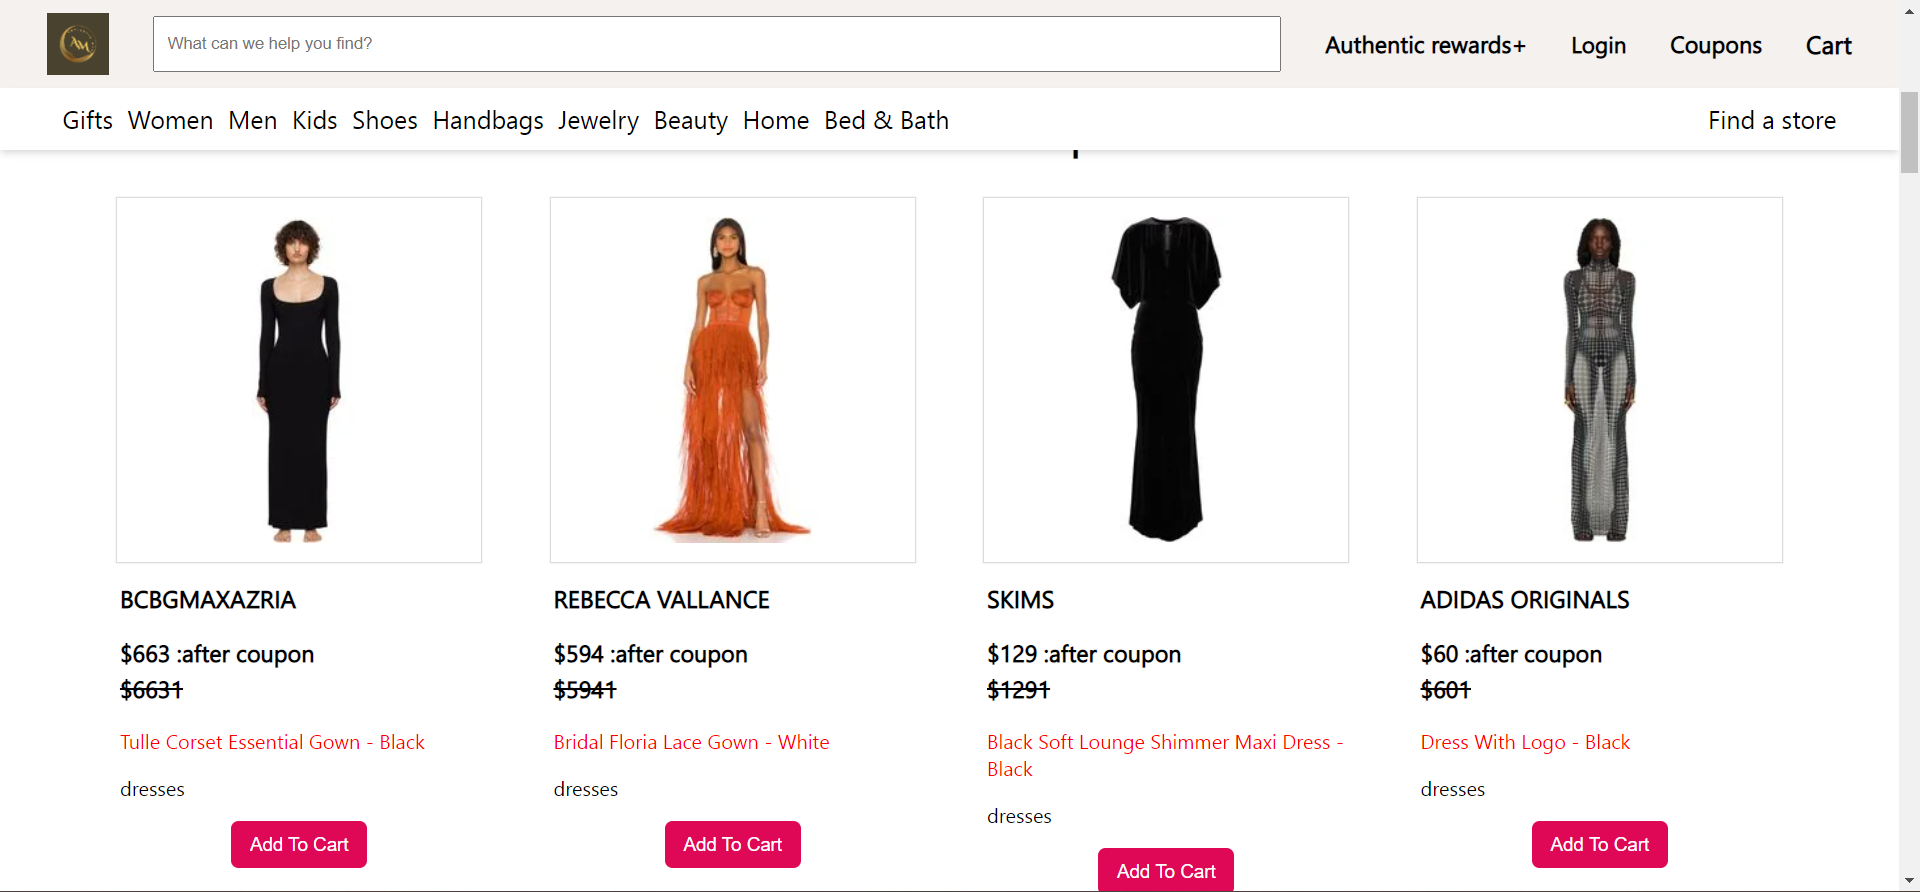 AM
What can we help you find?
Authentic rewards+
Login
Coupons
Cart
Gifts Women Men Kids Shoes Handbags Jewelry Beauty Home Bed & Bath
Find a store
BCBGMAXAZRIA
$663 :after coupon
$6631
Tulle Corset Essential Gown - Black
dresses
Add To Cart
REBECCA VALLANCE
$594 :after coupon
$5941
Bridal Floria Lace Gown - White
dresses
Add To Cart
SKIMS
$129 :after coupon
$1291
Black Soft Lounge Shimmer Maxi Dress -
Black
dresses
Add To Cart
ADIDAS ORIGINALS
$60 :after coupon
$601
Dress With Logo - Black
dresses
Add To Cart